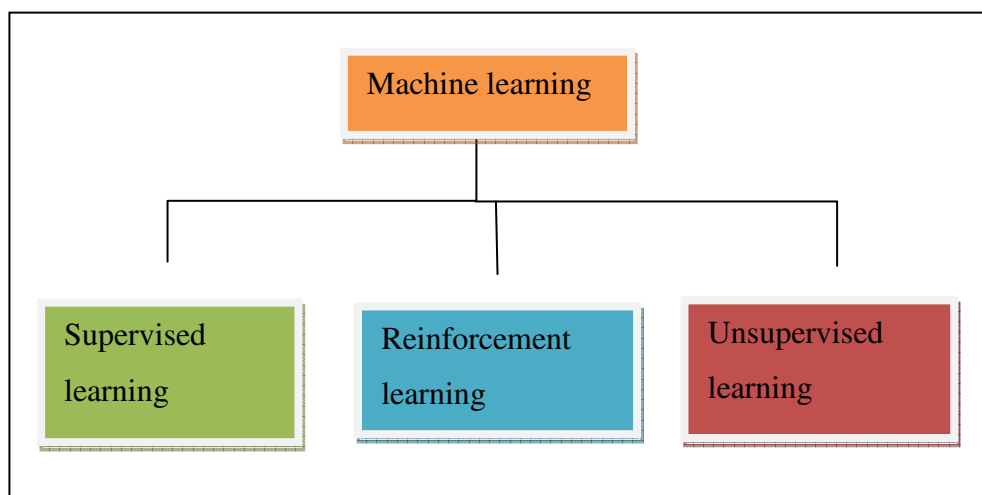 Machine learning
Supervised
learning
Reinforcement
learning
Unsupervised
learning